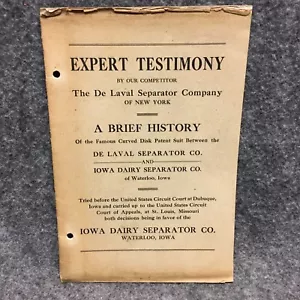 EXPERT TESTIMONY
BY OUR COMPETITOR
The De Laval Separator Company
OF NEW YORK
A BRIEF HISTORY
Of the Famous Curved Disk Patent Suit Between the
DE LAVAL SEPARATOR CO.
AND
IOWA DAIRY SEPARATOR CO.
of Waterloo, Iowa
Tried before the United States Circuit Court at Dubuque,
Iowa and carried up to the United States Circuit
Court of Appeals, at St. Louis, Missouri
both decisions being in favor of the
IOWA DAIRY SEPARATOR CO.
WATERLOO, IOWA